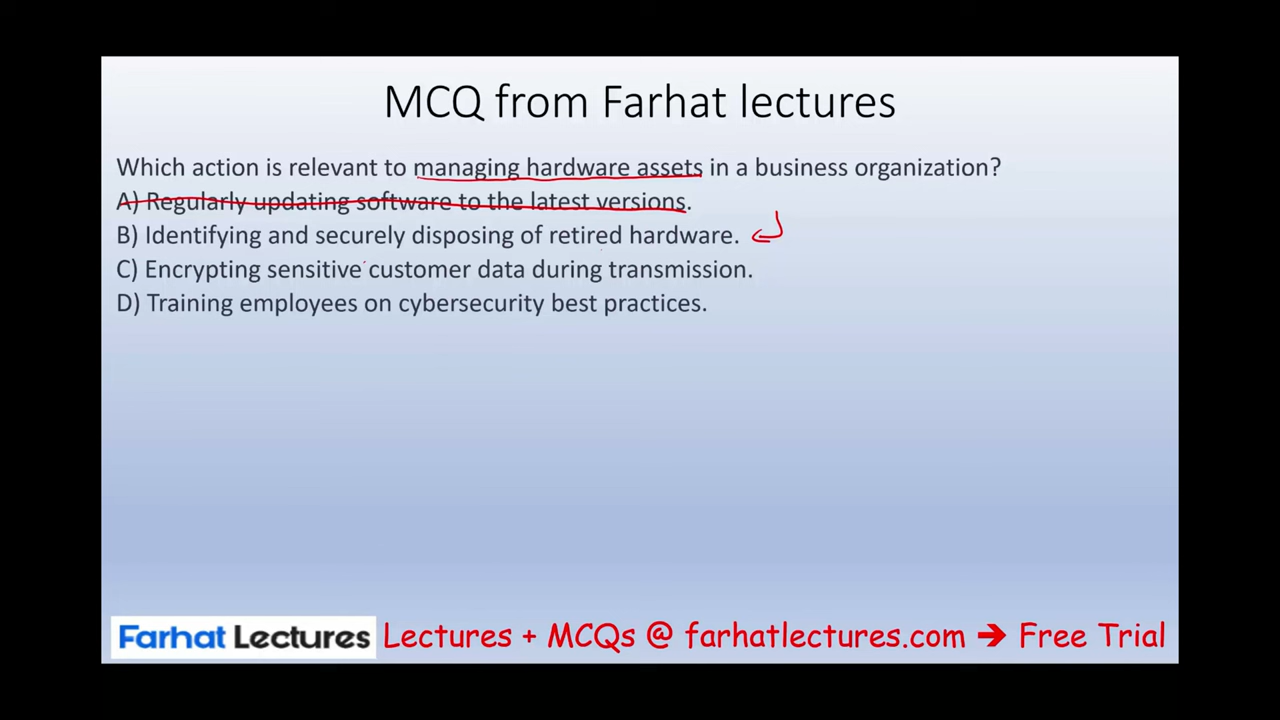 MCQ from Farhat lectures
Which action is relevant to managing hardware assets in a business organization?
A) Regularly updating software to the latest versions.
B) Identifying and securely disposing of retired hardware.
C) Encrypting sensitive customer data during transmission.
D) Training employees on cybersecurity best practices.
Farhat Lectures Lectures + MCQs @ farhatlectures.com → Free Trial